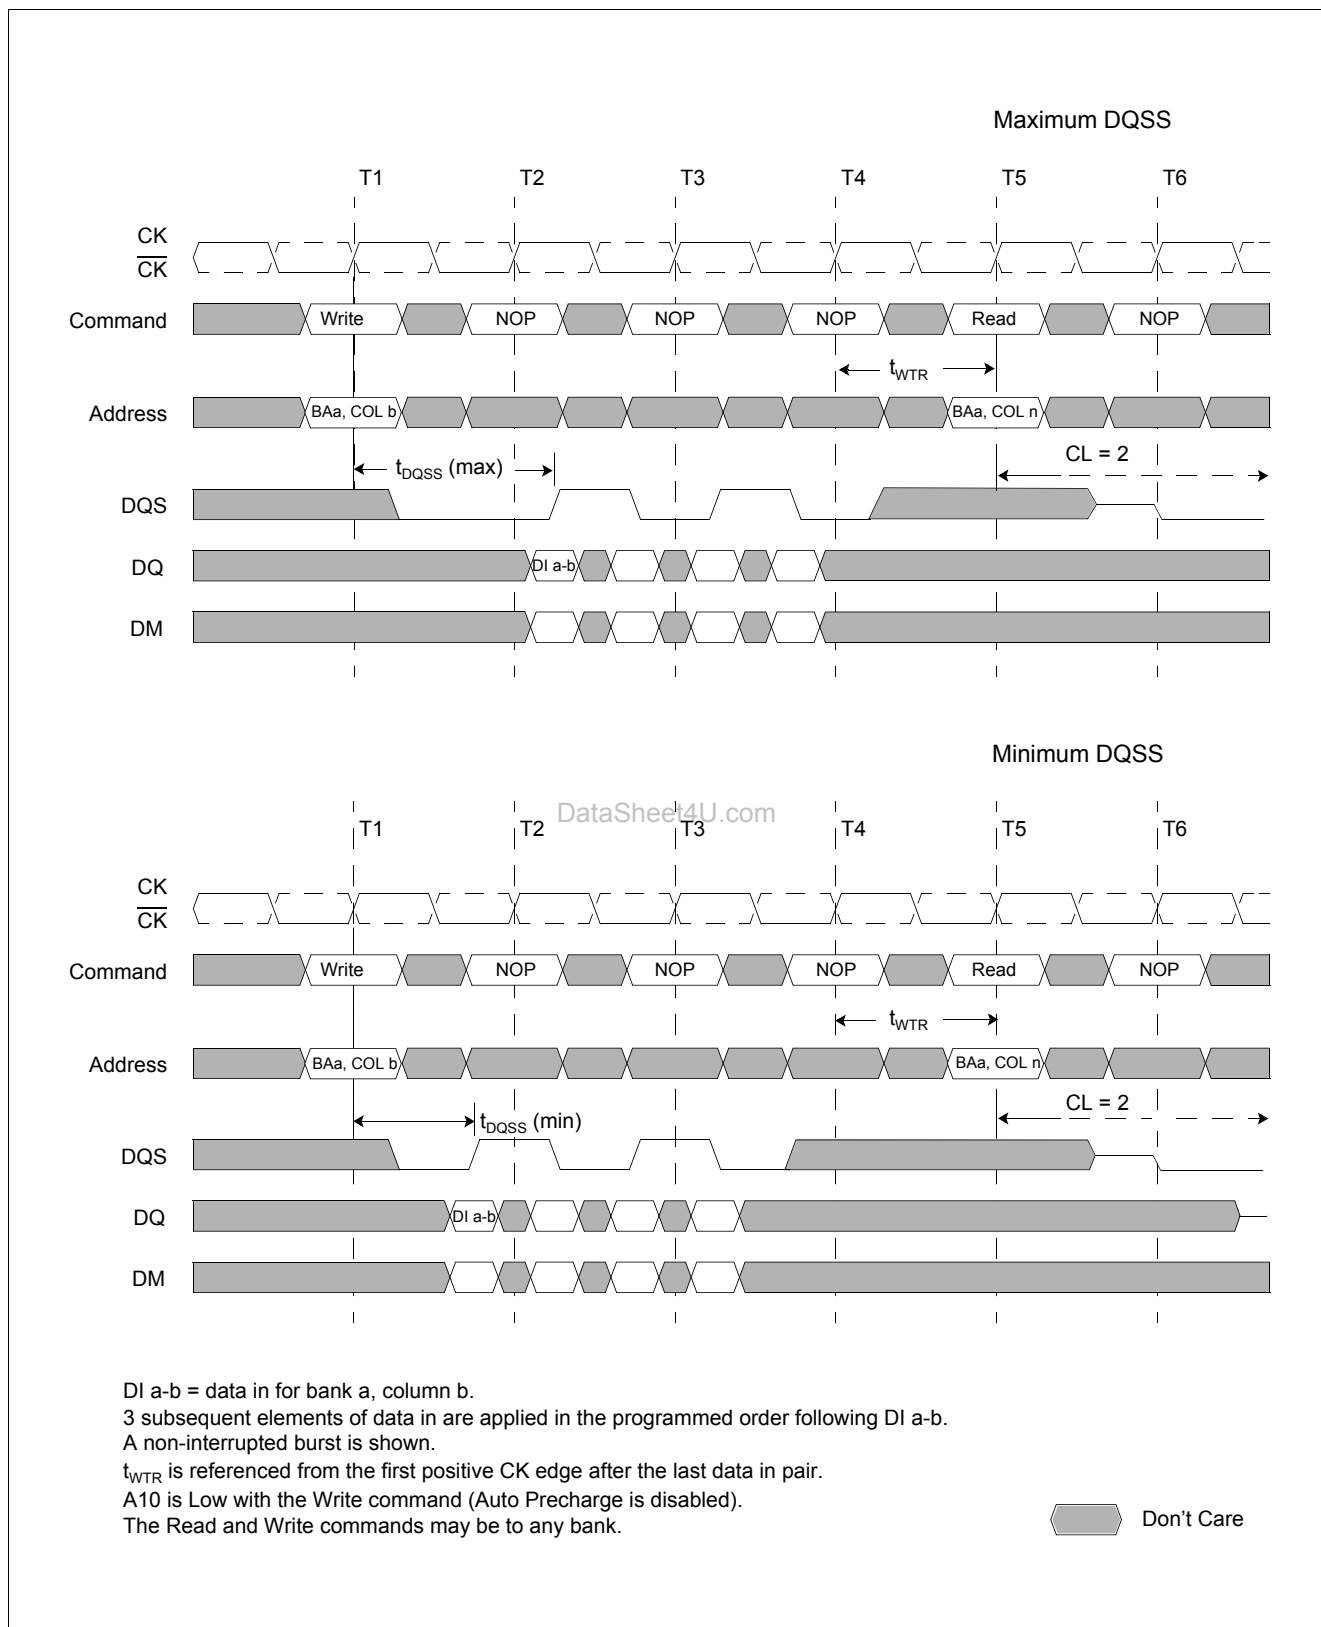 Maximum DQSS
T1 T2 T3 T4 T5 T6
CK
CK
Command Write NOP NOP NOP Read NOP
tWTR
Address BAa, COL b BAa, COL n
tDQSS (max) CL = 2
DQS
DQ DI a-b
DM
Minimum DQSS
DataSheet4U.com
T1 T2 T3 T4 T5 T6
CK
CK
Command Write NOP NOP NOP Read NOP
tWTR
Address BAa, COL b BAa, COL n
tDQSS (min) CL = 2
DQS
DQ DI a-b
DM
DI a-b = data in for bank a, column b.
3 subsequent elements of data in are applied in the programmed order following DI a-b.
A non-interrupted burst is shown.
tWTR is referenced from the first positive CK edge after the last data in pair.
A10 is Low with the Write command (Auto Precharge is disabled).
The Read and Write commands may be to any bank.
Don't Care